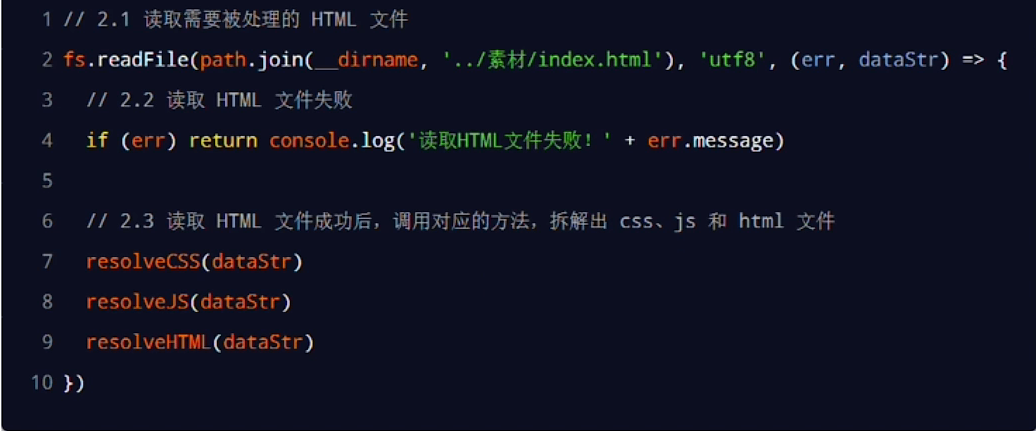 1 // 2.1 读取需要被处理的 HTML 文件
2 fs.readFile(path.join(__dirname, '../素材/index.html'), 'utf8', (err, dataStr) => {
3   // 2.2 读取 HTML 文件失败
4   if (err) return console.log('读取HTML文件失败！' + err.message)
5
6   // 2.3 读取 HTML 文件成功后，调用对应的方法，拆解出 css、js 和 html 文件
7   resolveCSS(dataStr)
8   resolveJS(dataStr)
9   resolveHTML(dataStr)
10 })